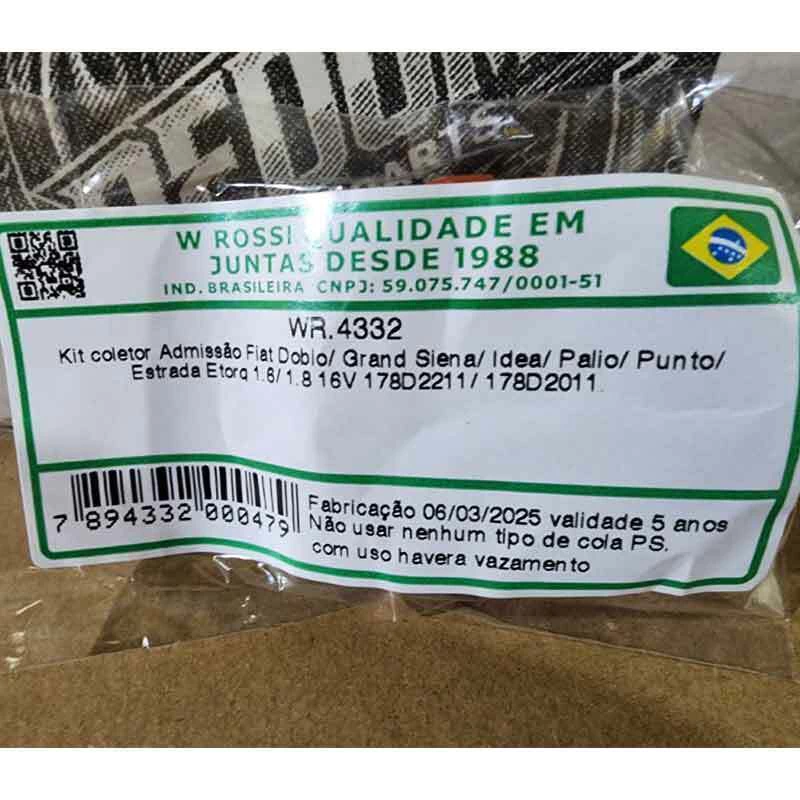 W ROSSI QUALIDADE EM
JUNTAS DESDE 1988
IND. BRASILEIRA CNPJ: 59.075.747/0001-51
WR.4332
Kit coletor Admissão Fiat Doblo/ Grand Siena/ Idea/ Palio/ Punto/
Estrada Etorq 1.6/ 1.8 16V 178D2211/ 178D2011.
7 894332 000479
Fabricação 06/03/2025 validade 5 anos
Não usar nenhum tipo de cola PS.
com uso havera vazamento